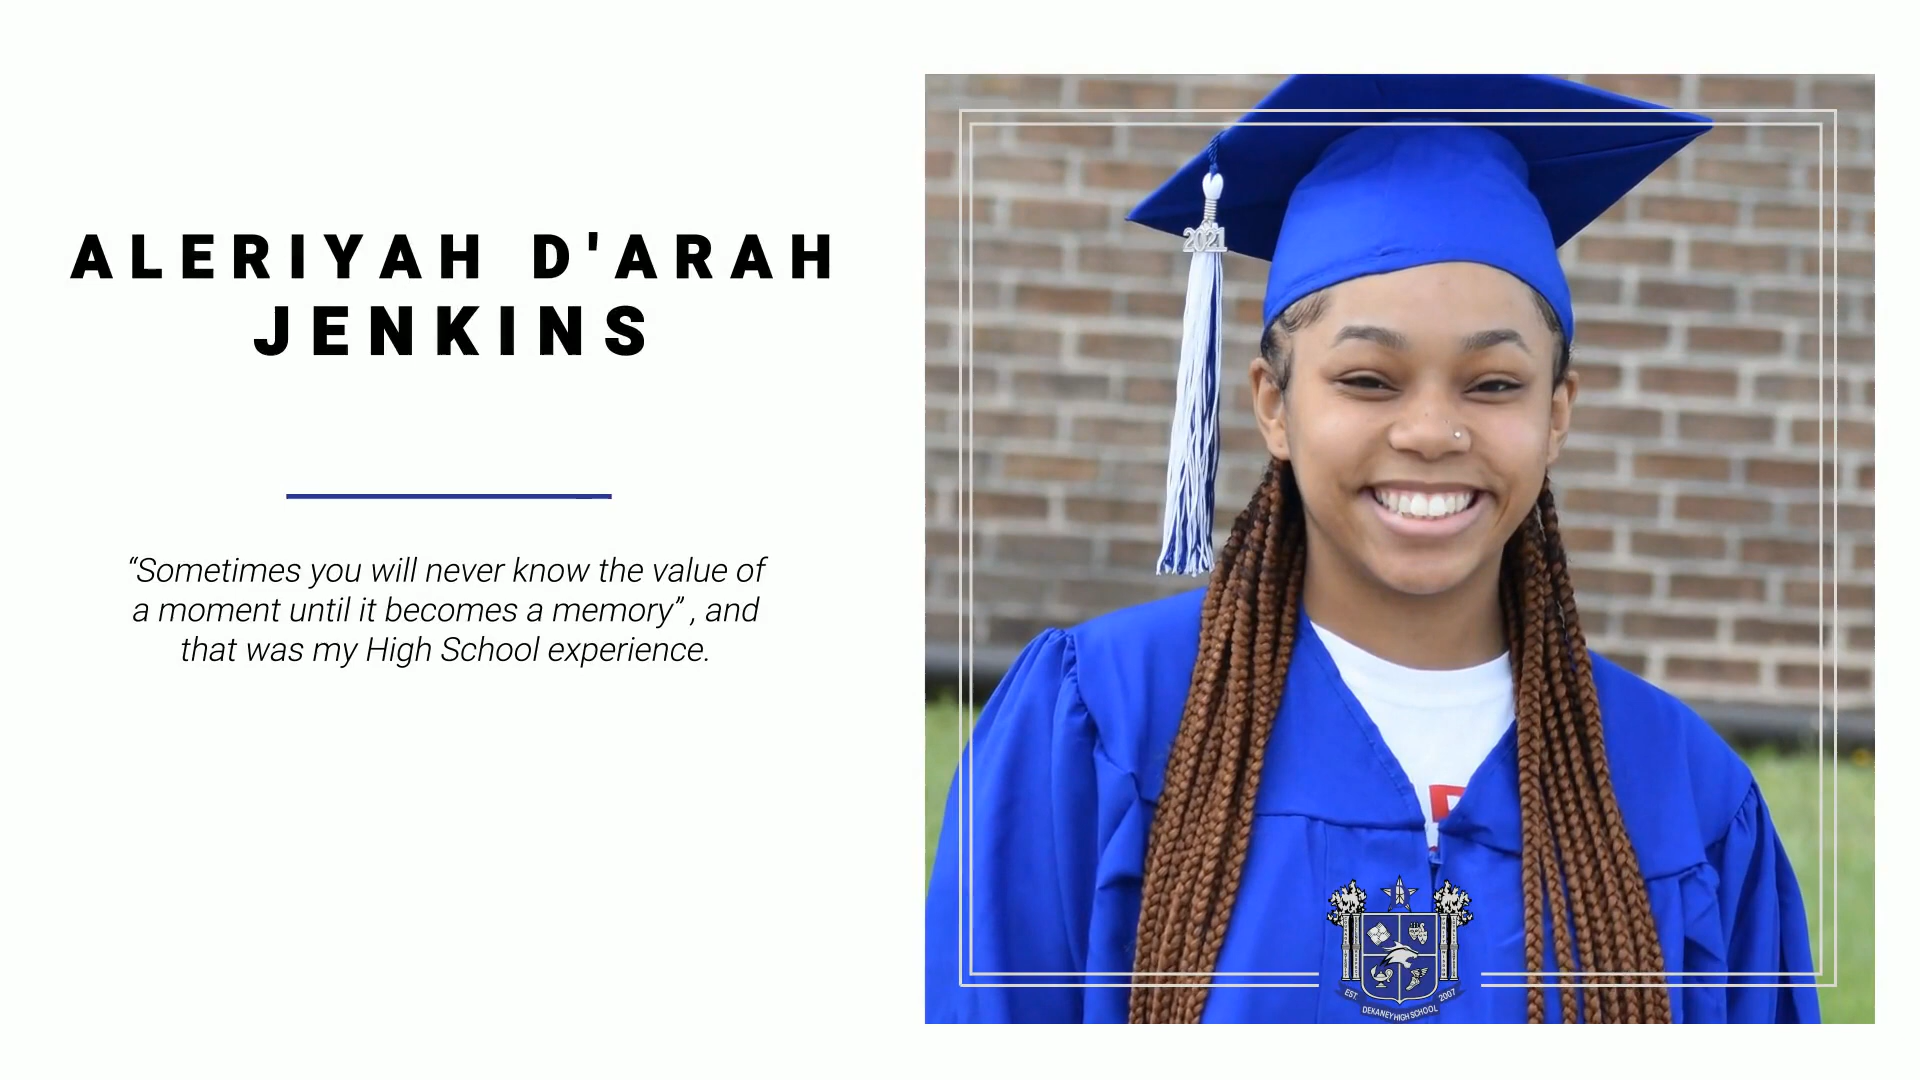 ALERIYAH D'ARAH
JENKINS
“Sometimes you will never know the value of
a moment until it becomes a memory” , and
that was my High School experience.
2021
EST. 2007
DEKANEY HIGH SCHOOL